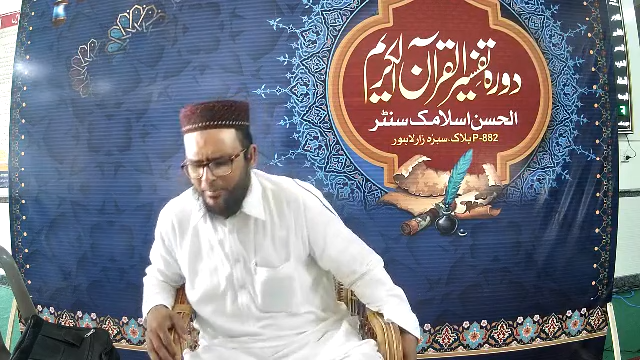 دورہ تفسیر القرآن الکریم
الحسن اسلامک سنٹر
P-882 بلاک، سبزہ زار لاہور